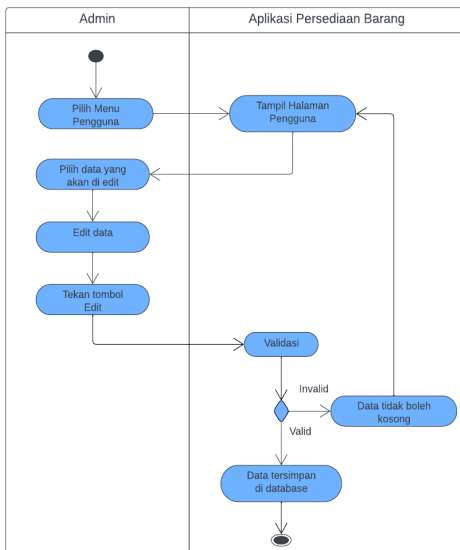 Admin
Aplikasi Persediaan Barang
Pilih Menu
Pengguna
Tampil Halaman
Pengguna
Pilih data yang
akan di edit
Edit data
Tekan tombol
Edit
Validasi
Invalid
Data tidak boleh
kosong
Valid
Data tersimpan
di database